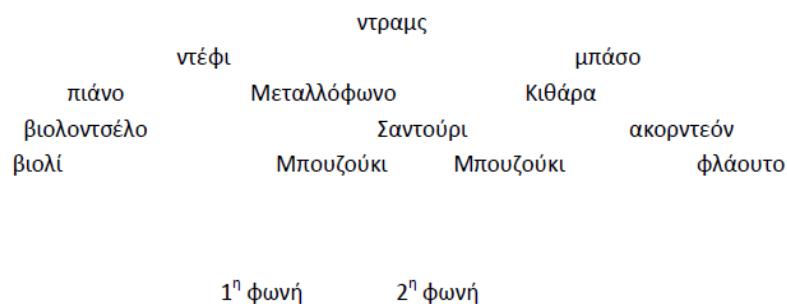 ντραμς
ντέφι μπάσο
πιάνο Μεταλλόφωνο Κιθάρα
βιολοντσέλο Σαντούρι ακορντεόν
βιολί Μπουζούκι Μπουζούκι φλάουτο
1η φωνή 2η φωνή